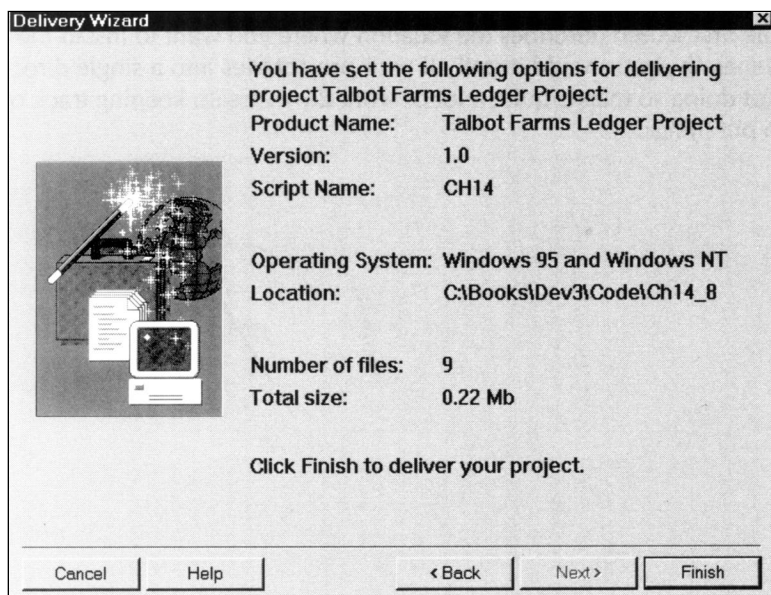 Delivery Wizard
You have set the following options for delivering
project Talbot Farms Ledger Project:
Product Name: Talbot Farms Ledger Project
Version: 1.0
Script Name: CH14
Operating System: Windows 95 and Windows NT
Location: C:\Books\Dev3\Code\Ch14_8
Number of files: 9
Total size: 0.22 Mb
Click Finish to deliver your project.
Cancel Help < Back Next > Finish